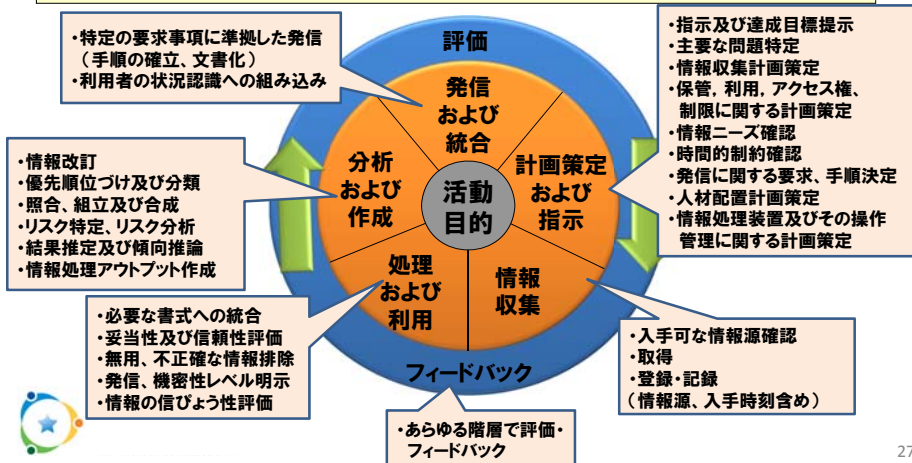 ・特定の要求事項に準拠した発信
（手順の確立、文書化）
・利用者の状況認識への組み込み
評価
・指示及び達成目標提示
・主要な問題特定
・情報収集計画策定
・保管，利用，アクセス権、
制限に関する計画策定
・情報ニーズ確認
・時間的制約確認
・発信に関する要求、手順決定
・人材配置計画策定
・情報処理装置及びその操作
管理に関する計画策定
発信
および
統合
・情報改訂
・優先順位づけ及び分類
・照合、組立及び合成
・リスク特定、リスク分析
・結果推定及び傾向推論
・情報処理アウトプット作成
分析
および
作成
活動
目的
計画策定
および
指示
処理
および
利用
情報
収集
・必要な書式への統合
・妥当性及び信頼性評価
・無用、不正確な情報排除
・発信、機密性レベル明示
・情報の信ぴょう性評価
・入手可な情報源確認
・取得
・登録・記録
（情報源、入手時刻含め）
フィードバック
・あらゆる階層で評価・
フィードバック
27